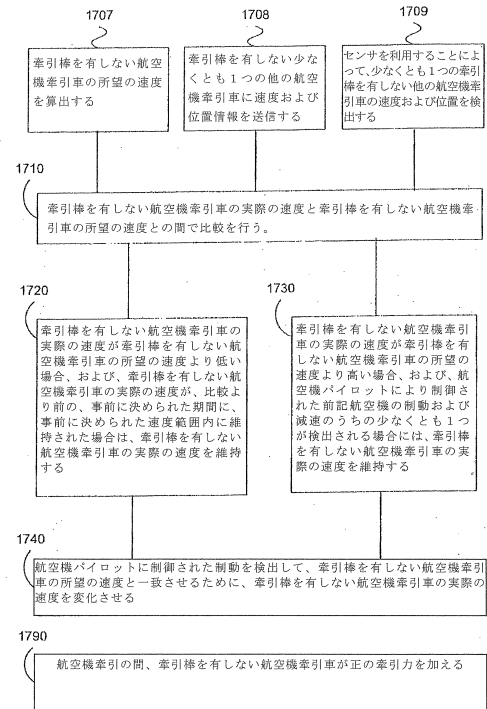 1707
1708
1709
牽引棒を有しない航空
機牽引車の所望の速度
を算出する
牽引棒を有しない少な
くとも１つの他の航空
機牽引車に速度および
位置情報を送信する
センサを利用することによ
って、少なくとも１つの牽引
棒を有しない他の航空機牽
引車の速度および位置を検
出する
1710
牽引棒を有しない航空機牽引車の実際の速度と牽引棒を有しない航空機牽
引車の所望の速度との間で比較を行う。
1720
牽引棒を有しない航空機牽引車の
実際の速度が牽引棒を有しない航
空機牽引車の所望の速度より低い
場合、および、牽引棒を有しない航
空機牽引車の実際の速度が、比較よ
り前の、事前に決められた期間に、
事前に決められた速度範囲内に維
持された場合は、牽引棒を有しない
航空機牽引車の実際の速度を維持
する
1730
牽引棒を有しない航空機牽引車
の実際の速度が牽引棒を有しな
い航空機牽引車の所望の速
度より高い場合、および、航空
機パイロットにより制御さ
れた前記航空機の制動および
減速のうちの少なくとも１つ
が検出される場合には、牽引棒
を有しない航空機牽引車の実
際の速度を維持する
1740
航空機パイロットに制御された制動を検出して、牽引棒を有しない航空機牽引
車の所望の速度と一致させるために、牽引棒を有しない航空機牽引車の実際の
速度を変化させる
1790
航空機牽引の間、牽引棒を有しない航空機牽引車が正の牽引力を加える